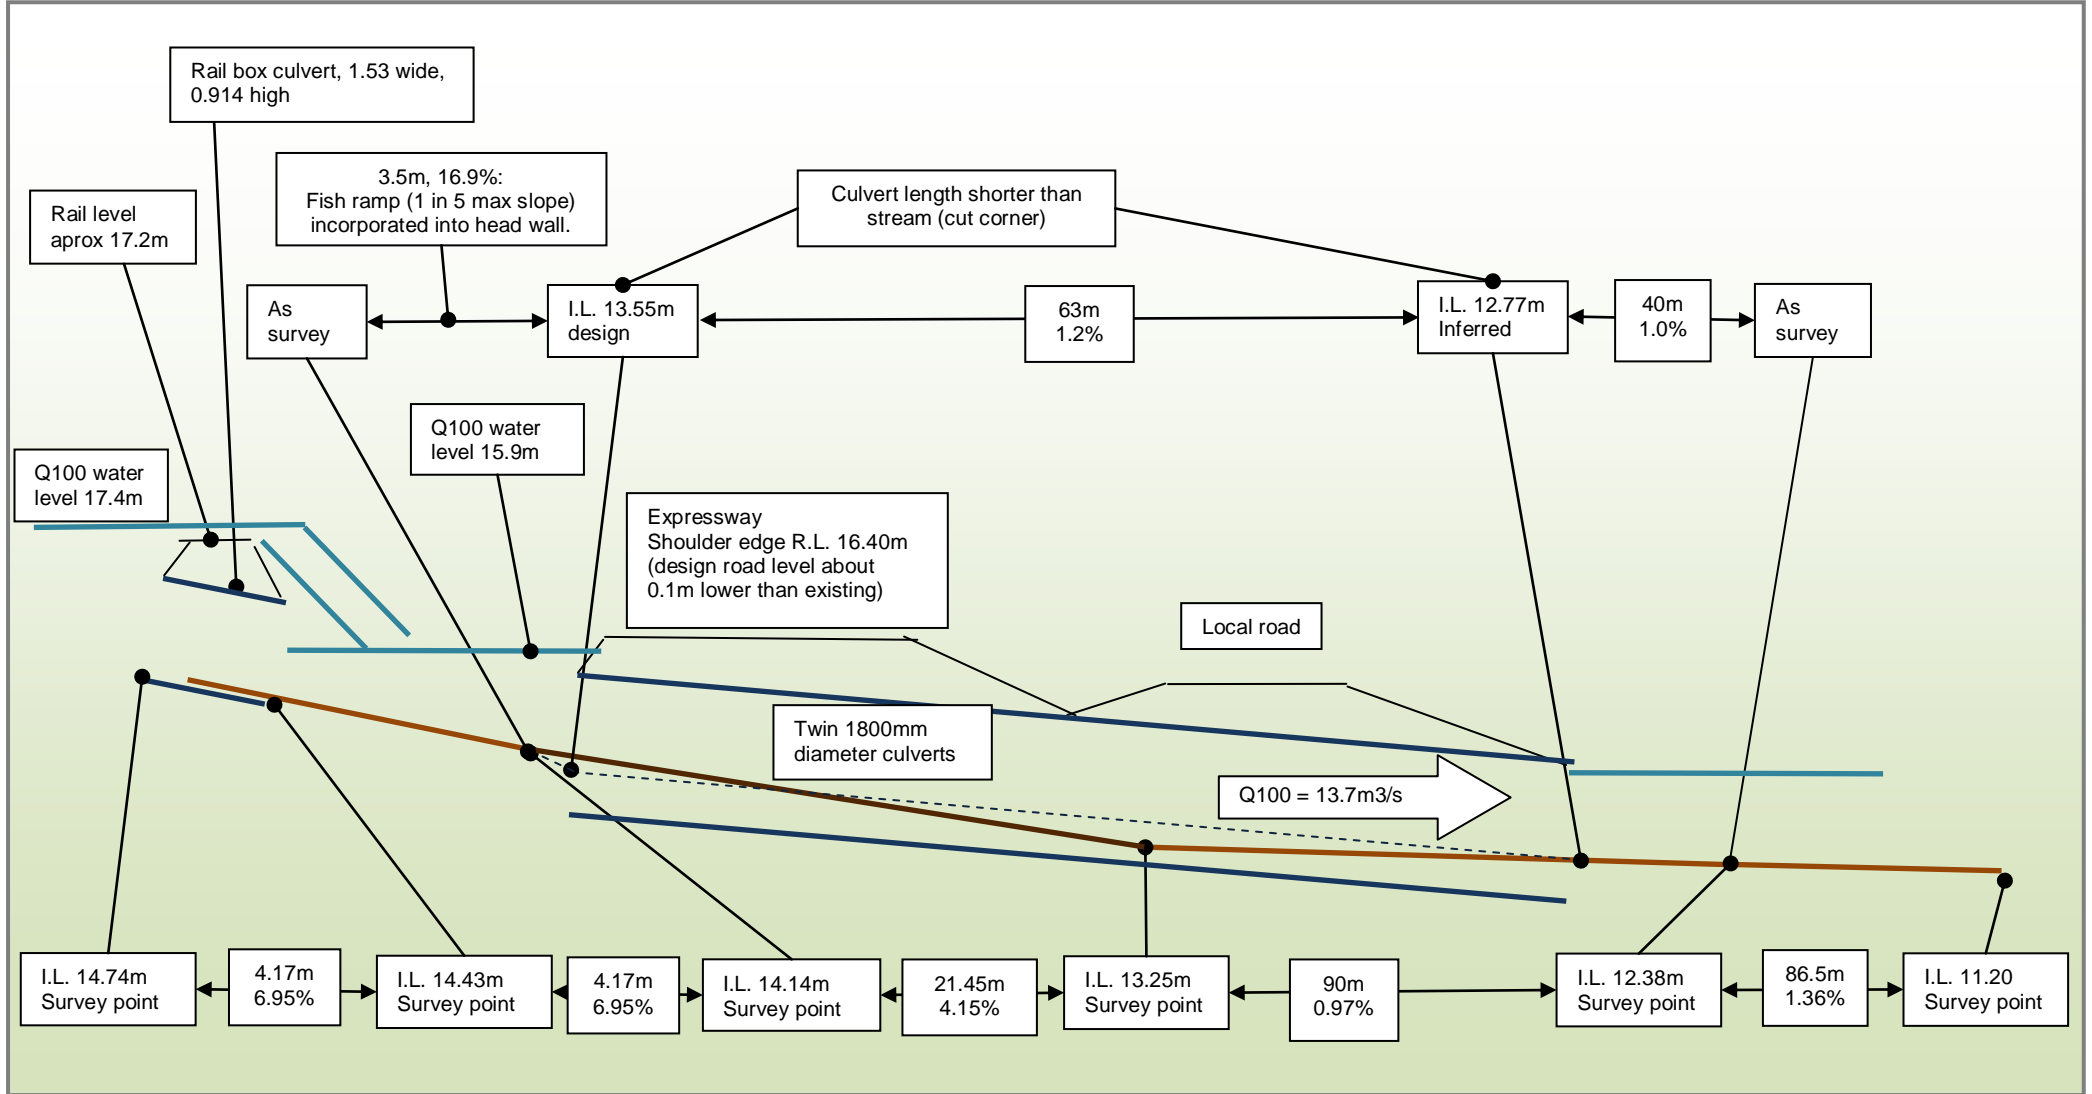 Rail box culvert, 1.53 wide,
0.914 high
3.5m, 16.9%:
Fish ramp (1 in 5 max slope)
incorporated into head wall.
Culvert length shorter than
stream (cut corner)
Rail level
aprox 17.2m
As
survey
I.L. 13.55m
design
63m
1.2%
I.L. 12.77m
Inferred
40m
1.0%
As
survey
Q100 water
level 15.9m
Q100 water
level 17.4m
Expressway
Shoulder edge R.L. 16.40m
(design road level about
0.1m lower than existing)
Local road
Twin 1800mm
diameter culverts
Q100 = 13.7m3/s
I.L. 14.74m
Survey point
4.17m
6.95%
I.L. 14.43m
Survey point
4.17m
6.95%
I.L. 14.14m
Survey point
21.45m
4.15%
I.L. 13.25m
Survey point
90m
0.97%
I.L. 12.38m
Survey point
86.5m
1.36%
I.L. 11.20
Survey point